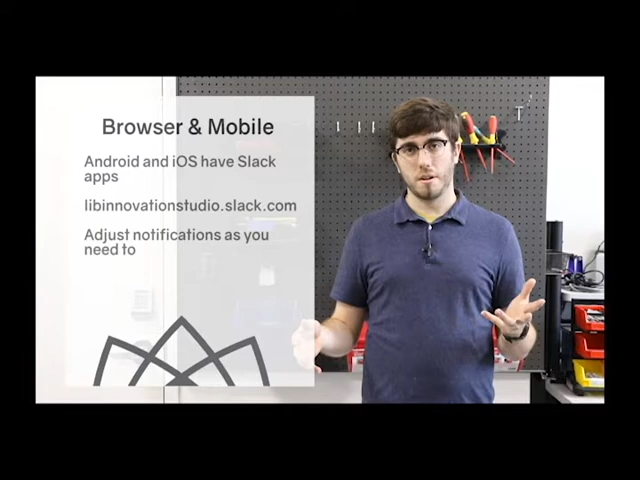 Browser & Mobile
Android and iOS have Slack
apps
libinnovationstudio.slack.com
Adjust notifications as you
need to